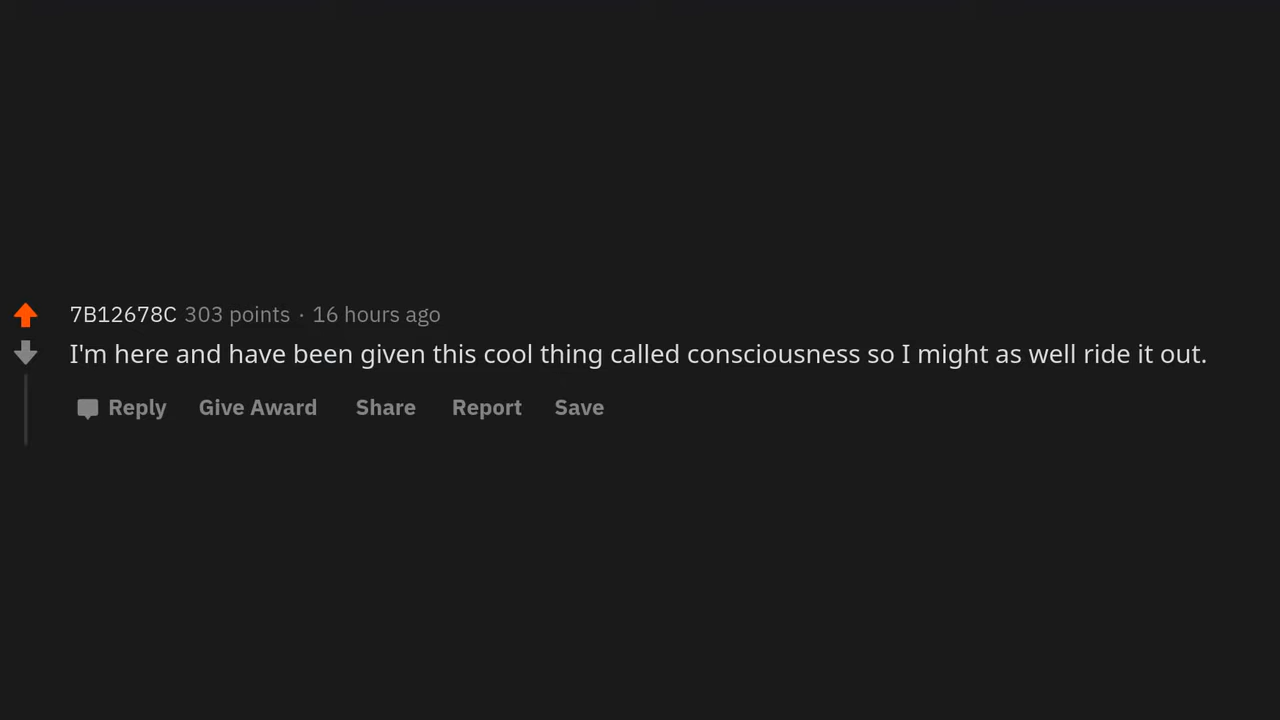 7B12678C 303 points · 16 hours ago
I'm here and have been given this cool thing called consciousness so I might as well ride it out.
Reply Give Award Share Report Save